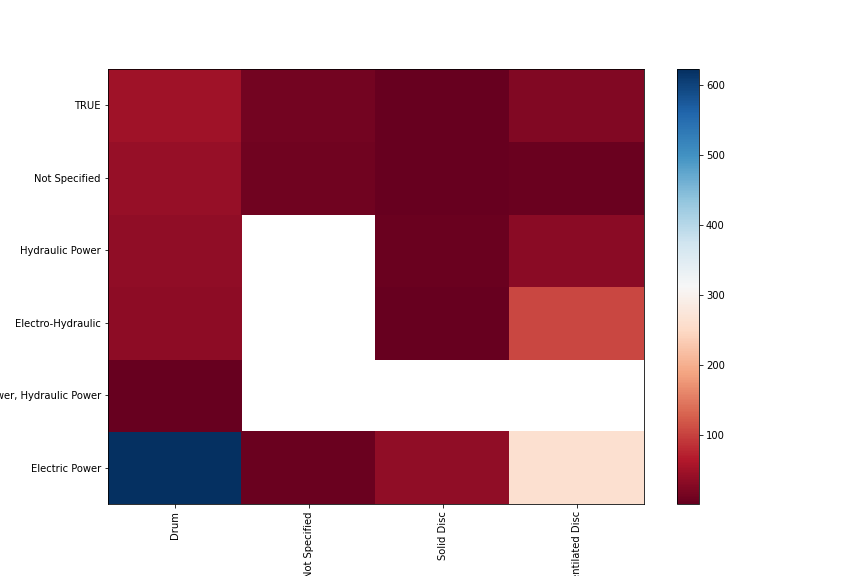 TRUE
Not Specified
Hydraulic Power
Electro-Hydraulic
wer, Hydraulic Power
Electric Power
Drum
Not Specified
Solid Disc
entilated Disc
600
500
400
300
200
100